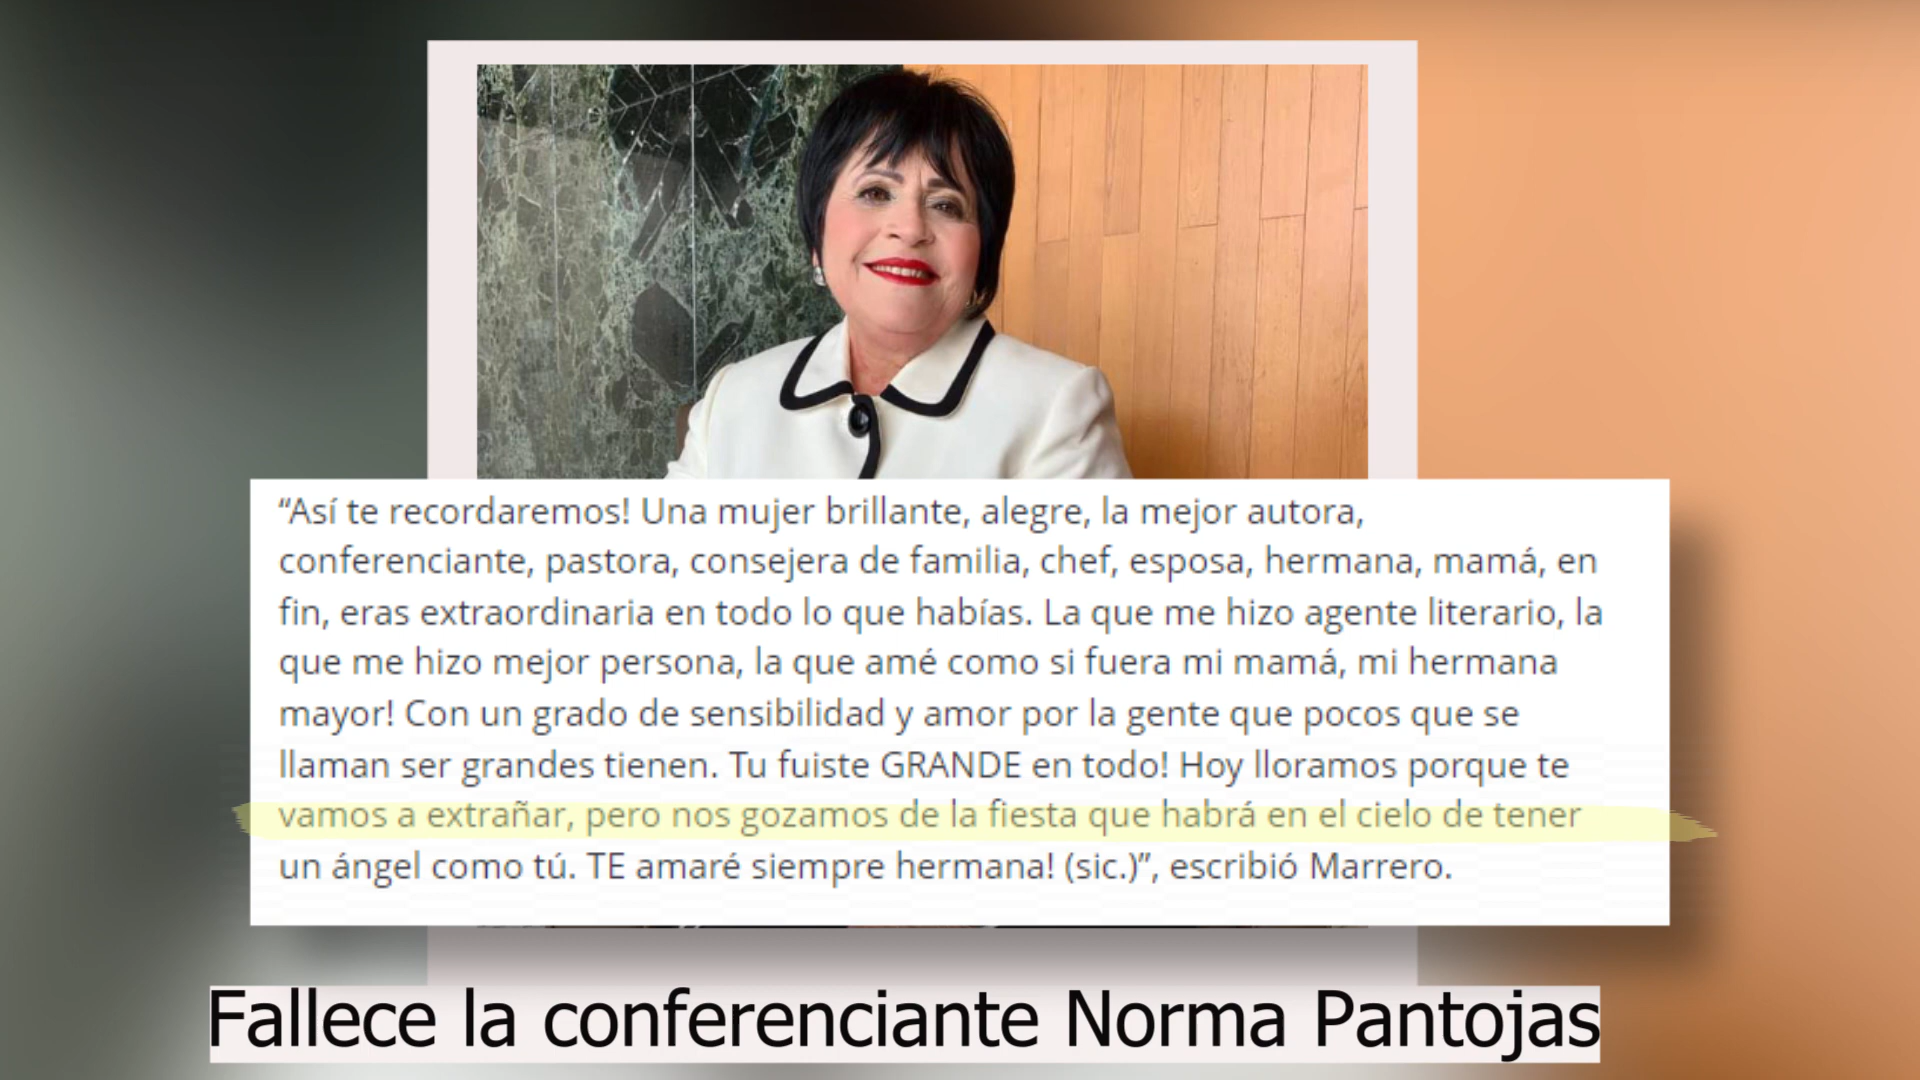 “Así te recordaremos! Una mujer brillante, alegre, la mejor autora,
conferenciante, pastora, consejera de familia, chef, esposa, hermana, mamá, en
fin, eras extraordinaria en todo lo que habías. La que me hizo agente literario, la
que me hizo mejor persona, la que amé como si fuera mi mamá, mi hermana
mayor! Con un grado de sensibilidad y amor por la gente que pocos que se
llaman ser grandes tienen. Tu fuiste GRANDE en todo! Hoy lloramos porque te
vamos a extrañar, pero nos gozamos de la fiesta que habrá en el cielo de tener
un ángel como tú. TE amaré siempre hermana! (sic.)”, escribió Marrero.
Fallece la conferenciante Norma Pantojas